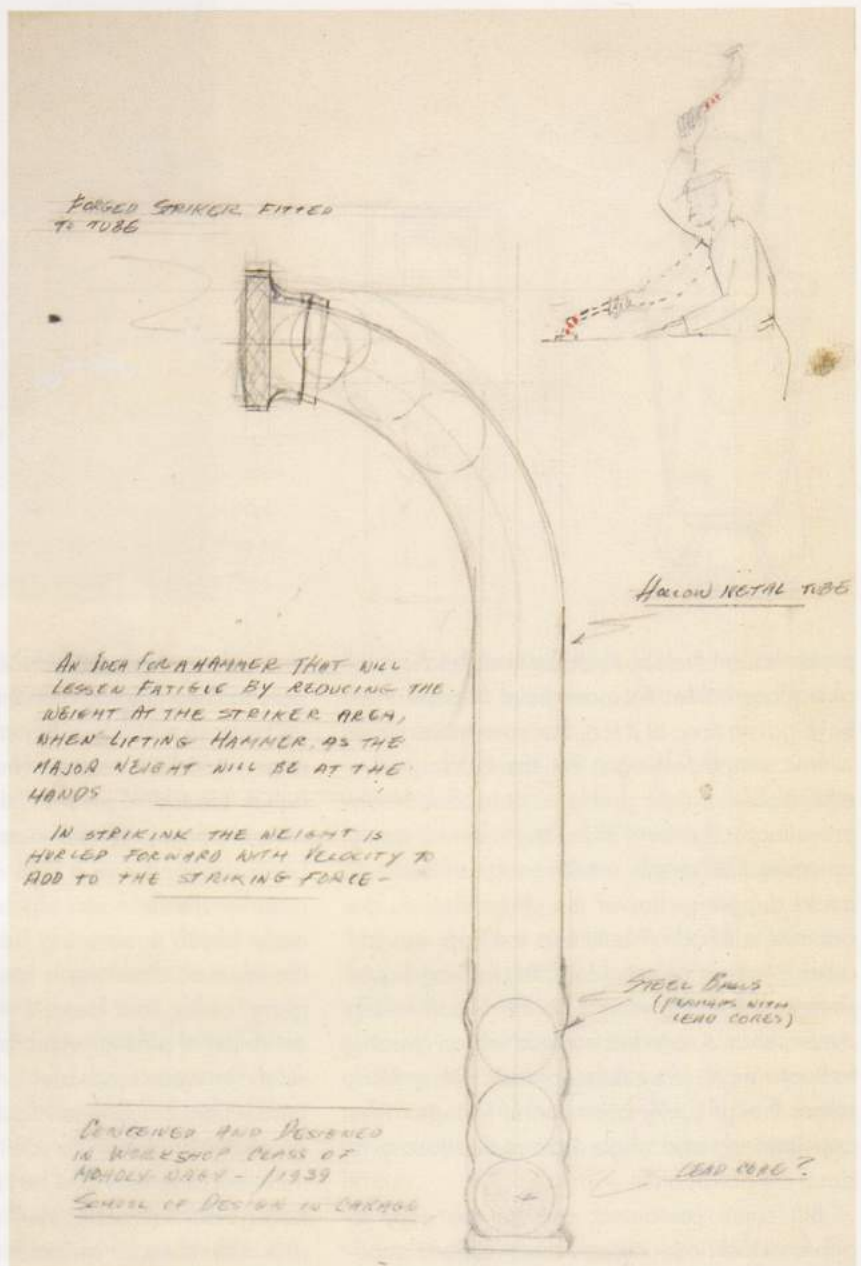 FORGED STRIKER FITTED
TO TUBE
HOLLOW METAL TUBE
AN IDEA FOR A HAMMER THAT WILL
LESSEN FATIGUE BY REDUCING THE
WEIGHT AT THE STRIKER AREA,
WHEN LIFTING HAMMER, AS THE
MAJOR WEIGHT WILL BE AT THE
HANDS
IN STRIKINK THE WEIGHT IS
HURLED FORWARD WITH VELOCITY TO
ADD TO THE STRIKING FORCE-
STEEL BALLS
(PERHAPS WITH
LEAD CORES)
LEAD CORE?
CONCEIVED AND DESIGNED
IN WORKSHOP CLASS OF
MOHOLY-NAGY - /1939
SCHOOL OF DESIGN IN CHICAGO